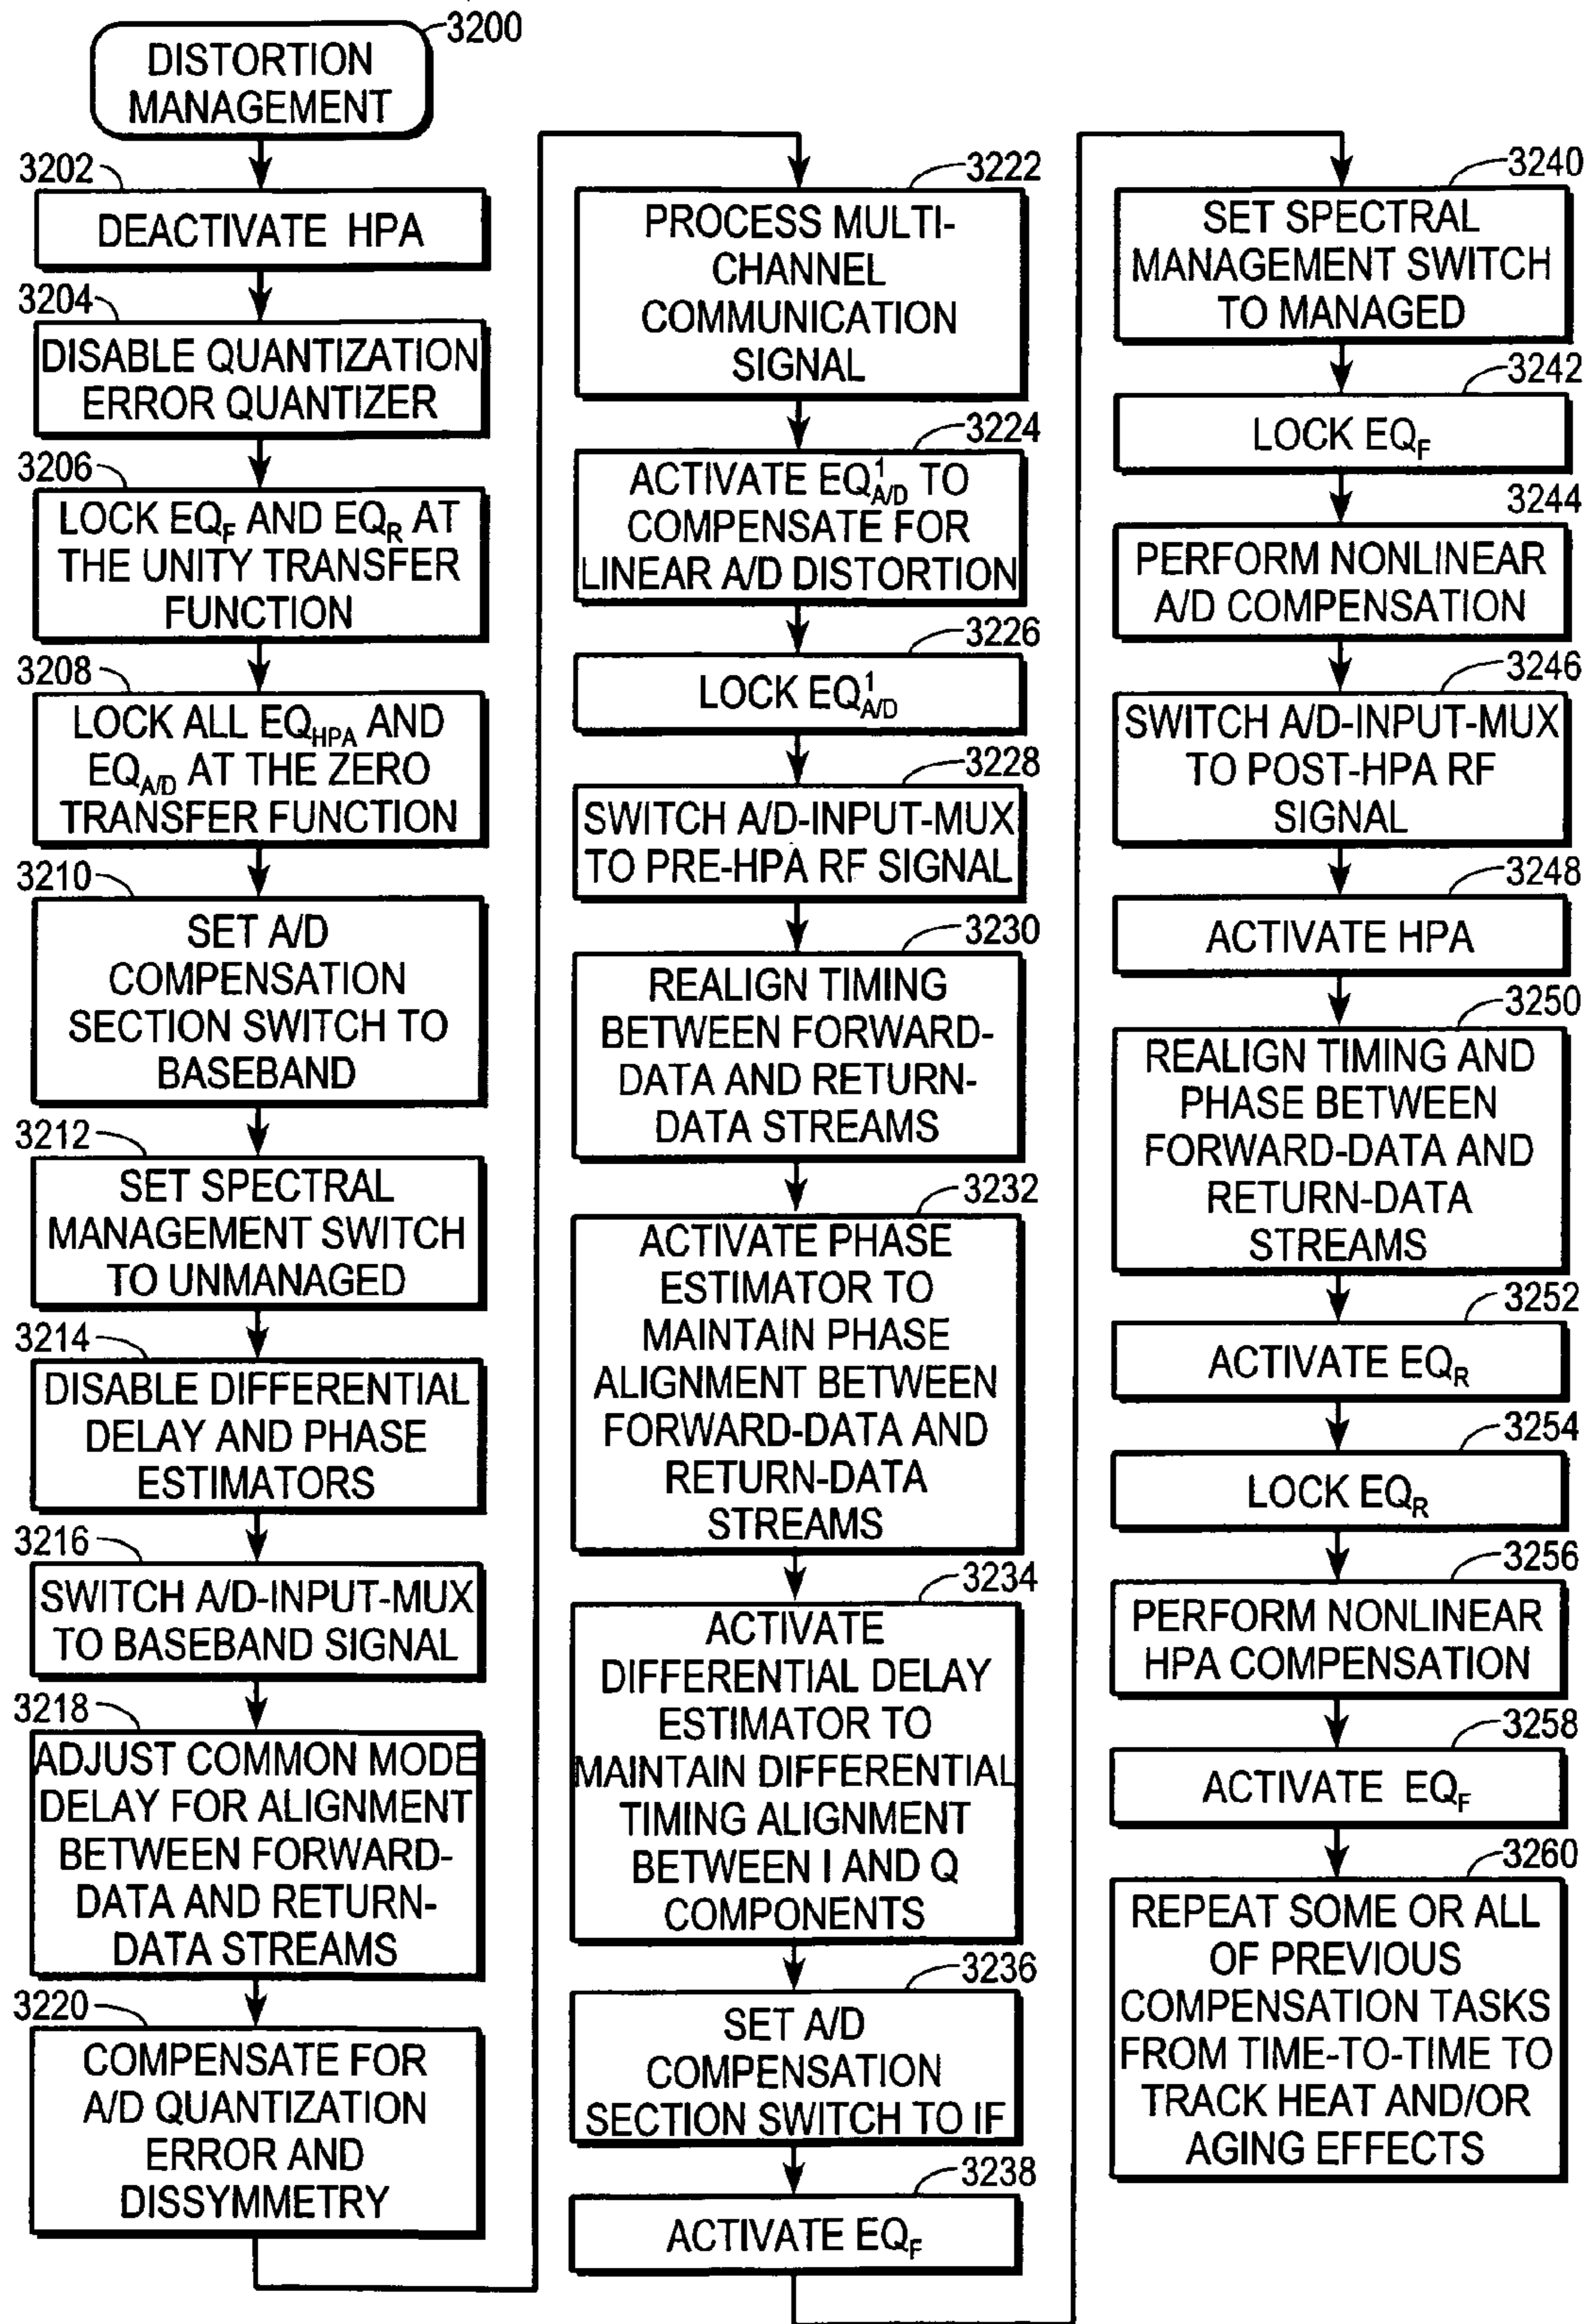 3200
DISTORTION
MANAGEMENT
3202
DEACTIVATE HPA
3204
DISABLE QUANTIZATION
ERROR QUANTIZER
3206
LOCK EQF AND EQR AT
THE UNITY TRANSFER
FUNCTION
3208
LOCK ALL EQHPA AND
EQA/D AT THE ZERO
TRANSFER FUNCTION
3210
SET A/D
COMPENSATION
SECTION SWITCH TO
BASEBAND
3212
SET SPECTRAL
MANAGEMENT SWITCH
TO UNMANAGED
3214
DISABLE DIFFERENTIAL
DELAY AND PHASE
ESTIMATORS
3216
SWITCH A/D-INPUT-MUX
TO BASEBAND SIGNAL
3218
ADJUST COMMON MODE
DELAY FOR ALIGNMENT
BETWEEN FORWARD-
DATA AND RETURN-
DATA STREAMS
3220
COMPENSATE FOR
A/D QUANTIZATION
ERROR AND
DISSYMMETRY
3222
PROCESS MULTI-
CHANNEL
COMMUNICATION
SIGNAL
3224
ACTIVATE EQ¹A/D TO
COMPENSATE FOR
LINEAR A/D DISTORTION
3226
LOCK EQ¹A/D
3228
SWITCH A/D-INPUT-MUX
TO PRE-HPA RF SIGNAL
3230
REALIGN TIMING
BETWEEN FORWARD-
DATA AND RETURN-
DATA STREAMS
3232
ACTIVATE PHASE
ESTIMATOR TO
MAINTAIN PHASE
ALIGNMENT BETWEEN
FORWARD-DATA AND
RETURN-DATA
STREAMS
3234
ACTIVATE
DIFFERENTIAL DELAY
ESTIMATOR TO
MAINTAIN DIFFERENTIAL
TIMING ALIGNMENT
BETWEEN I AND Q
COMPONENTS
3236
SET A/D
COMPENSATION
SECTION SWITCH TO IF
3238
ACTIVATE EQF
3240
SET SPECTRAL
MANAGEMENT SWITCH
TO MANAGED
3242
LOCK EQF
3244
PERFORM NONLINEAR
A/D COMPENSATION
3246
SWITCH A/D-INPUT-MUX
TO POST-HPA RF
SIGNAL
3248
ACTIVATE HPA
3250
REALIGN TIMING AND
PHASE BETWEEN
FORWARD-DATA AND
RETURN-DATA
STREAMS
3252
ACTIVATE EQR
3254
LOCK EQR
3256
PERFORM NONLINEAR
HPA COMPENSATION
3258
ACTIVATE EQF
3260
REPEAT SOME OR ALL
OF PREVIOUS
COMPENSATION TASKS
FROM TIME-TO-TIME TO
TRACK HEAT AND/OR
AGING EFFECTS